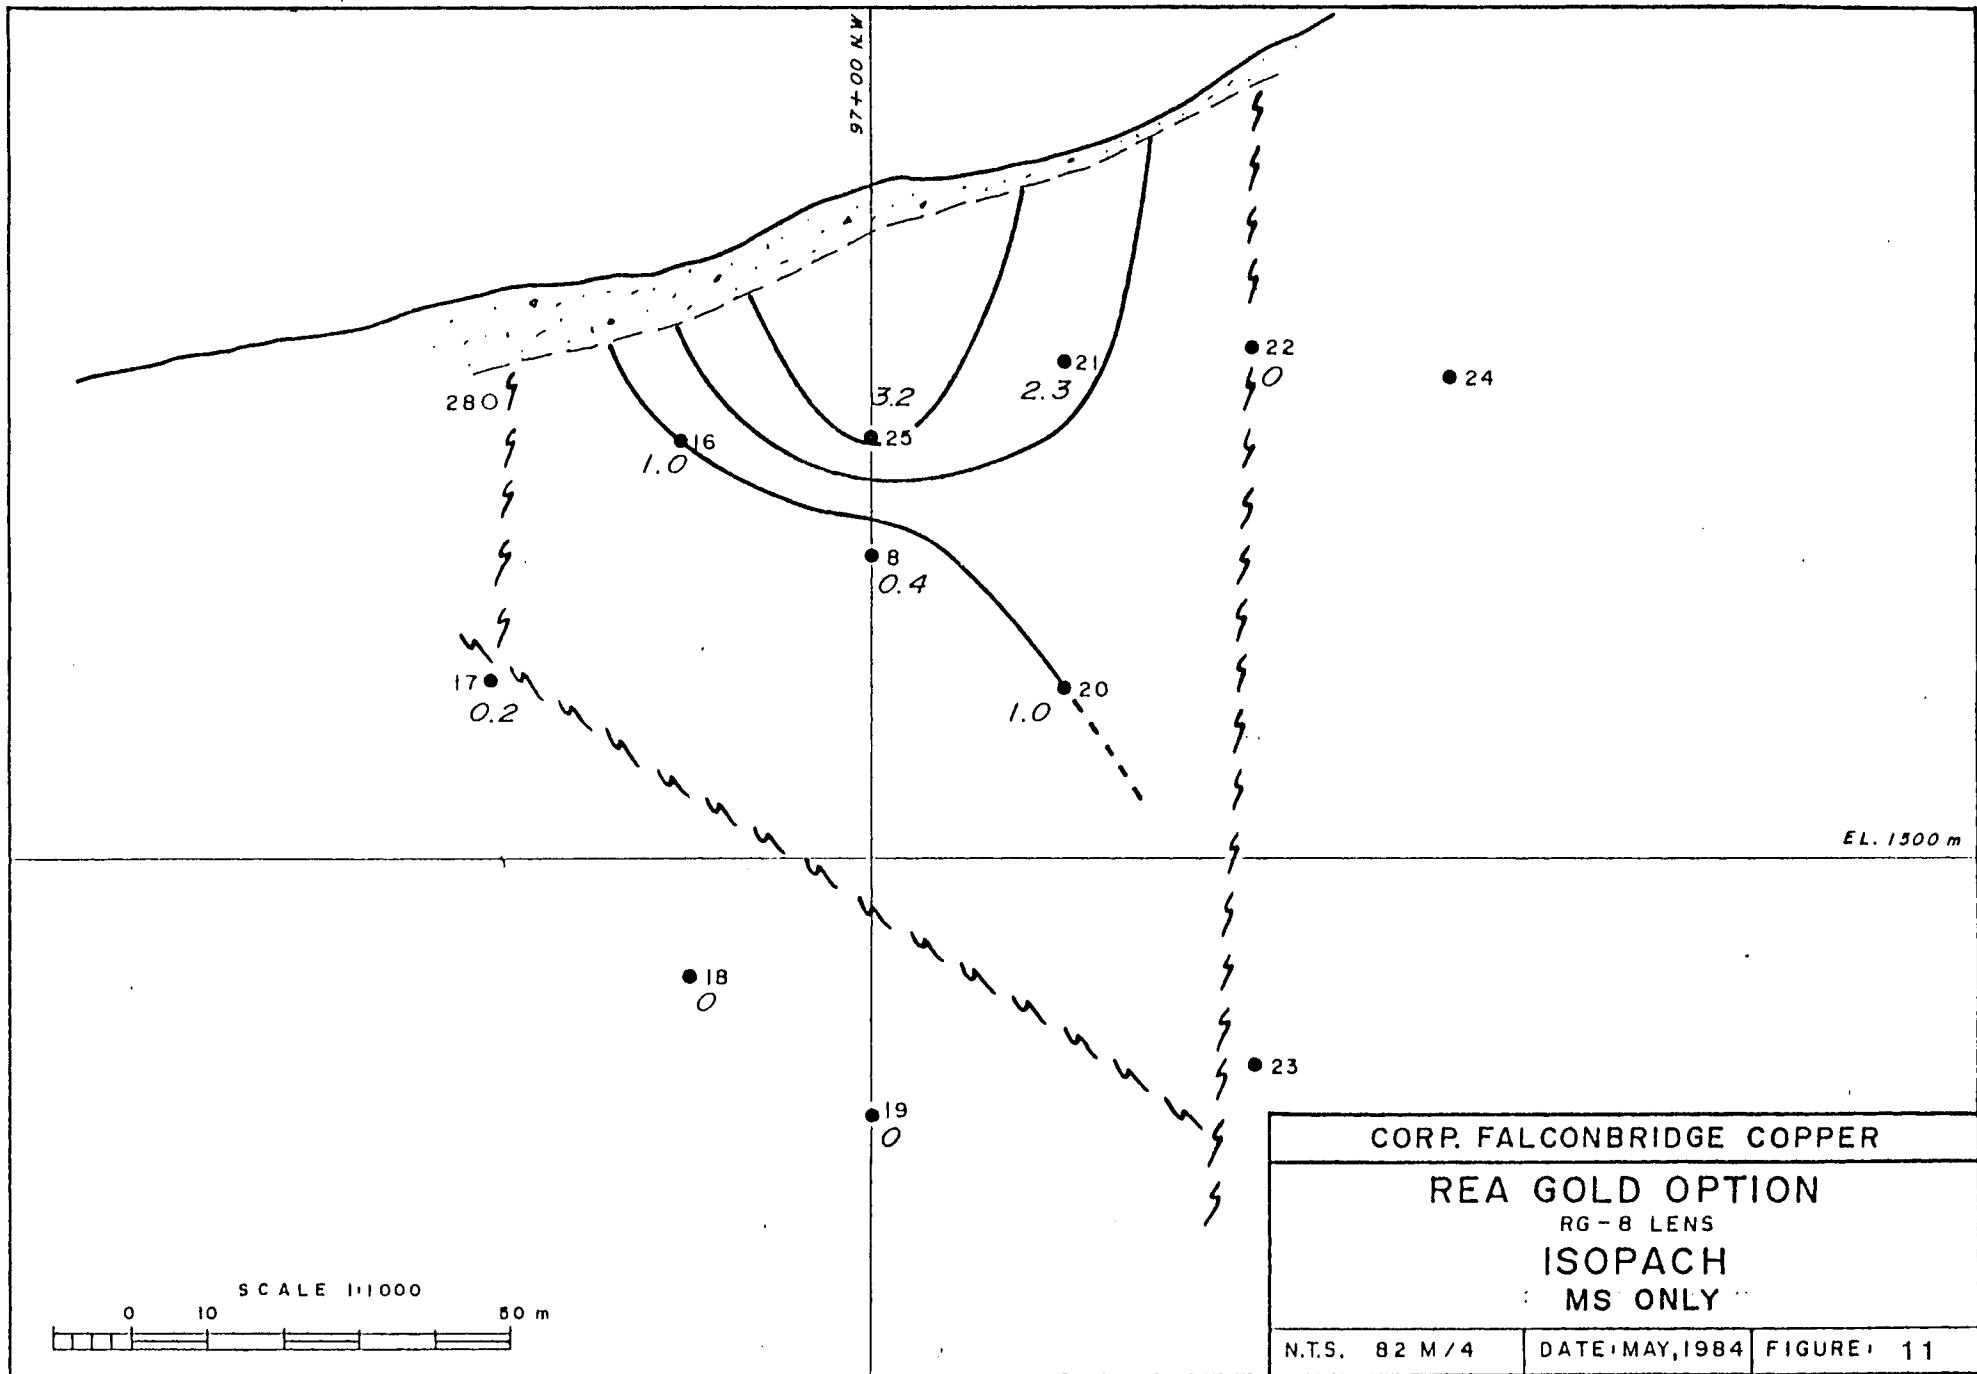 97+00 N.W
28
16
1.0
3.2
25
21
2.3
22
0
24
8
0.4
17
0.2
20
1.0
EL. 1500 m
18
0
19
0
23
SCALE 1:1000
0 10 50 m
CORP. FALCONBRIDGE COPPER
REA GOLD OPTION
RG-8 LENS
ISOPACH
MS ONLY
N.T.S. 82 M/4
DATE: MAY, 1984
FIGURE: 11